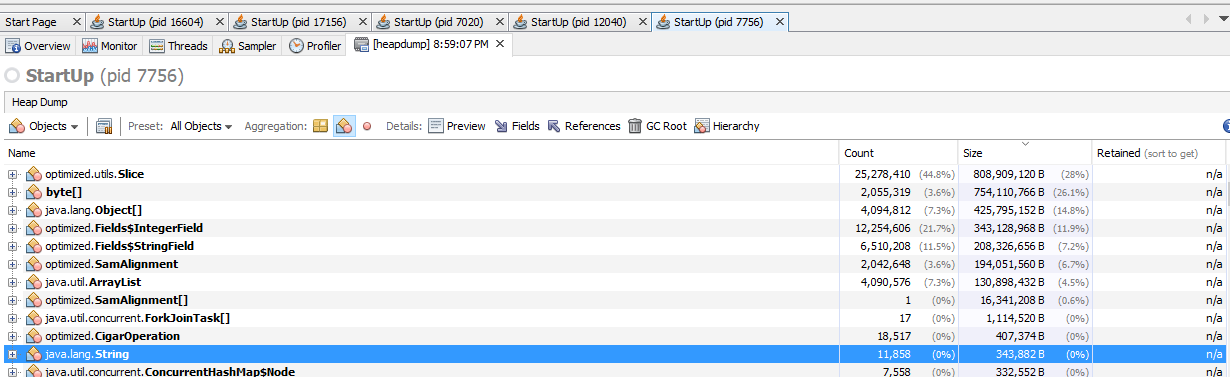 Start Page StartUp (pid 16604) StartUp (pid 17156) StartUp (pid 7020) StartUp (pid 12040) StartUp (pid 7756)
Overview Monitor Threads Sampler Profiler [heapdump] 8:59:07 PM
StartUp (pid 7756)
Heap Dump
Objects Preset: All Objects Aggregation: Details: Preview Fields References GC Root Hierarchy
Name Count Size Retained (sort to get)
optimized.utils.Slice 25,278,410 (44.8%) 808,909,120 B (28%) n/a
byte[] 2,055,319 (3.6%) 754,110,766 B (26.1%) n/a
java.lang.Object[] 4,094,812 (7.3%) 425,795,152 B (14.8%) n/a
optimized.Fields$IntegerField 12,254,606 (21.7%) 343,128,968 B (11.9%) n/a
optimized.Fields$StringField 6,510,208 (11.5%) 208,326,656 B (7.2%) n/a
optimized.SamAlignment 2,042,648 (3.6%) 194,051,560 B (6.7%) n/a
java.util.ArrayList 4,090,576 (7.3%) 130,898,432 B (4.5%) n/a
optimized.SamAlignment[] 1 (0%) 16,341,208 B (0.6%) n/a
java.util.concurrent.ForkJoinTask[] 17 (0%) 1,114,520 B (0%) n/a
optimized.CigarOperation 18,517 (0%) 407,374 B (0%) n/a
java.lang.String 11,858 (0%) 343,882 B (0%) n/a
java.util.concurrent.ConcurrentHashMap$Node 7,558 (0%) 332,552 B (0%) n/a